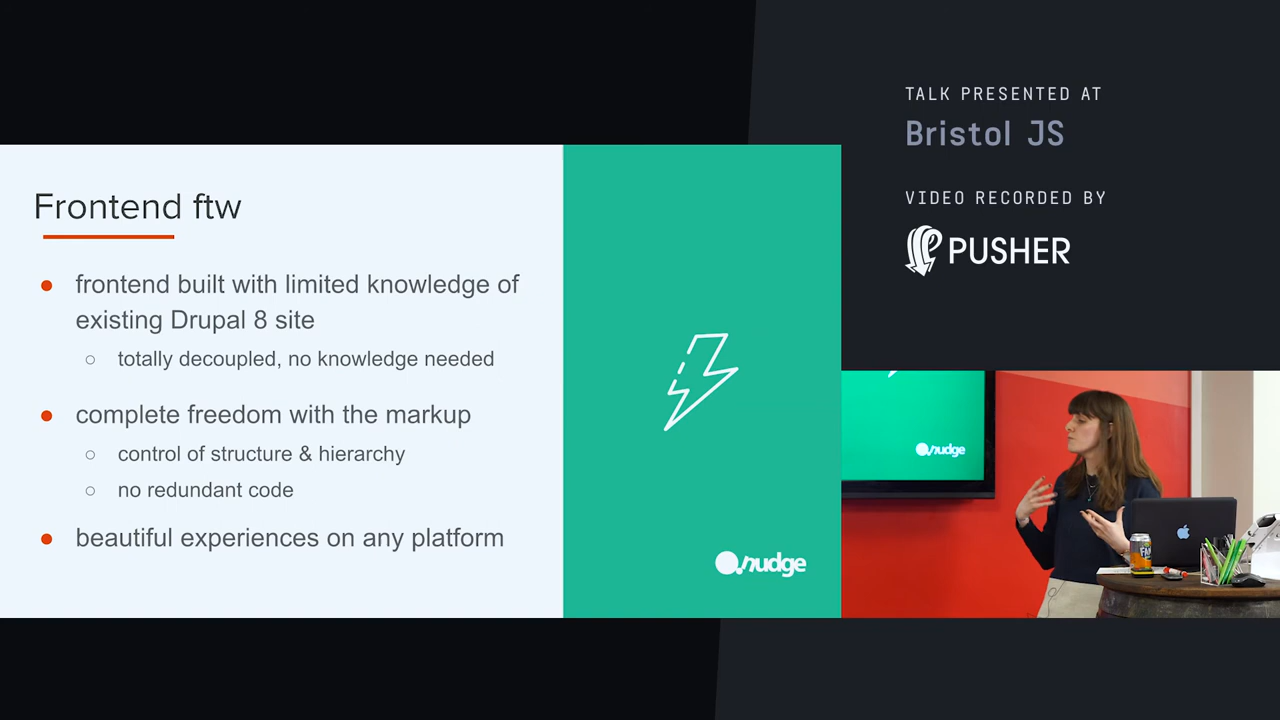 TALK PRESENTED AT
Bristol JS
VIDEO RECORDED BY
PUSHER
Frontend ftw
frontend built with limited knowledge of
existing Drupal 8 site
totally decoupled, no knowledge needed
complete freedom with the markup
control of structure & hierarchy
no redundant code
beautiful experiences on any platform
nudge
nudge